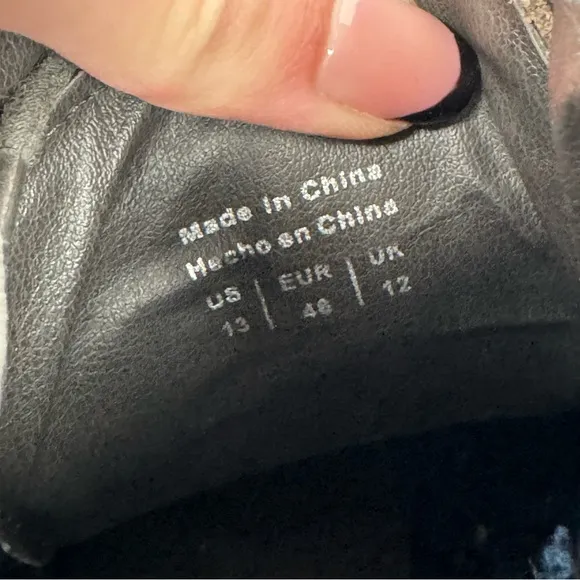 Made in China
Hecho en China
US | EUR | UK
13 | 46 | 12